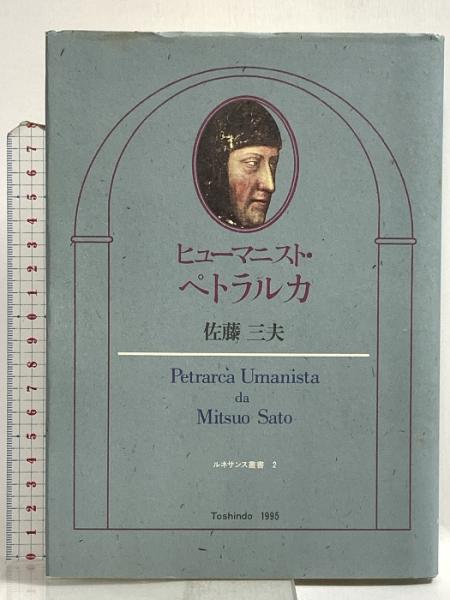 ヒューマニスト・
ペトラルカ
佐藤 三夫
Petrarca Umanista
da
Mitsuo Sato
ルネサンス叢書 2
Toshindo 1995